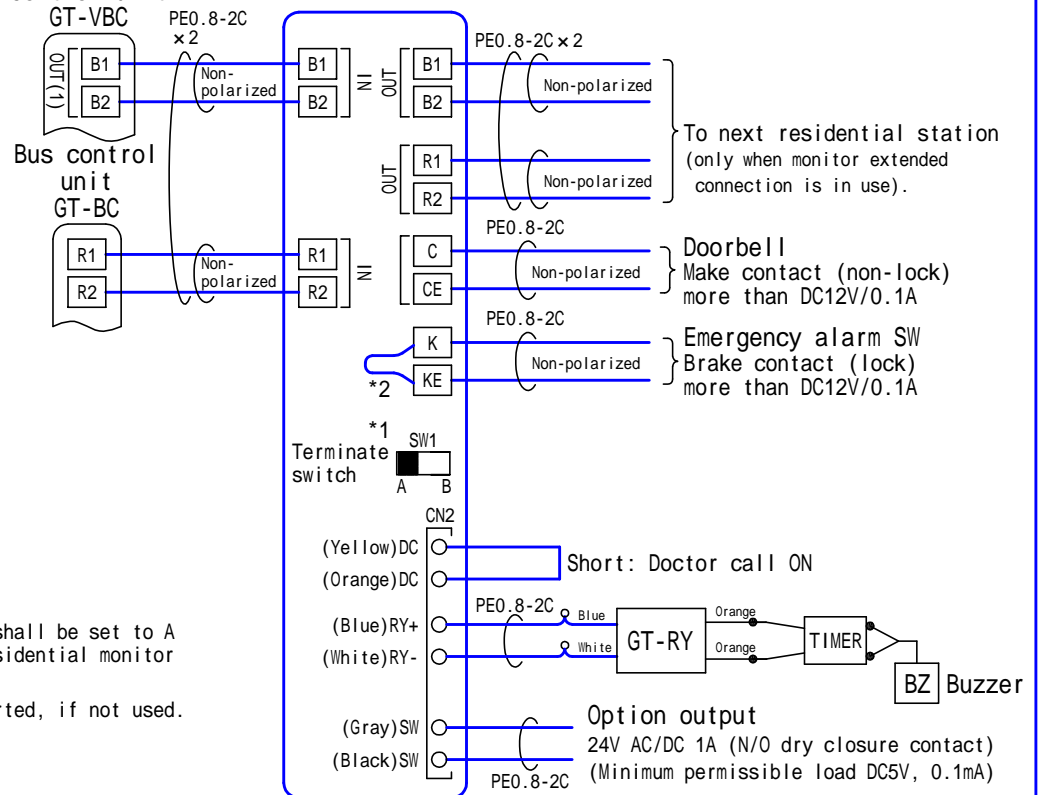 GT-VBC
PE0.8-2C
×2
OUT(1)
B1
B2
Non-
polarized
B1
B2
IN
OUT
B1
B2
PE0.8-2C×2
Non-polarized
OUT
R1
R2
Non-polarized
To next residential station
(only when monitor extended
connection is in use).
Bus control
unit
GT-BC
R1
R2
Non-
polarized
R1
R2
IN
C
CE
PE0.8-2C
Non-polarized
Doorbell
Make contact (non-lock)
more than DC12V/0.1A
K
KE
*2
PE0.8-2C
Non-polarized
Emergency alarm SW
Brake contact (lock)
more than DC12V/0.1A
*1
Terminate
switch
SW1
A B
CN2
(Yellow)DC
(Orange)DC
Short: Doctor call ON
(Blue)RY+
(White)RY-
PE0.8-2C
Blue
White
GT-RY
Orange
Orange
TIMER
BZ
Buzzer
shall be set to A
sidential monitor
rted, if not used.
(Gray)SW
(Black)SW
PE0.8-2C
Option output
24V AC/DC 1A (N/O dry closure contact)
(Minimum permissible load DC5V, 0.1mA)